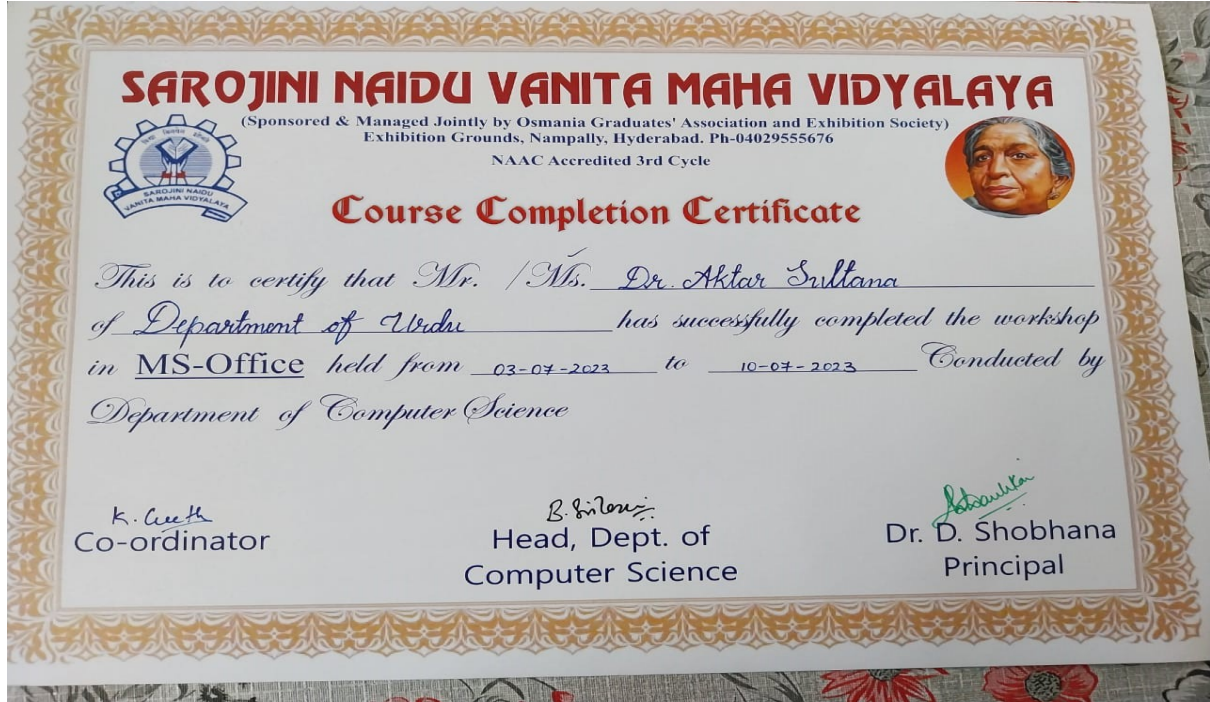 SAROJINI NAIDU VANITA MAHA VIDYALAYA
(Sponsored & Managed Jointly by Osmania Graduates' Association and Exhibition Society)
Exhibition Grounds, Nampally, Hyderabad. Ph-04029555676
NAAC Accredited 3rd Cycle
SAROJINI NAIDU
VANITA MAHA VIDYALAYA
Course Completion Certificate
This is to certify that Mr. / Ms. Dr. Aktar Sultana
of Department of Urdu has successfully completed the workshop
in MS-Office held from 03-07-2023 to 10-07-2023 Conducted by
Department of Computer Science
K.
Co-ordinator
B.
Head, Dept. of
Computer Science
Dr. D. Shobhana
Principal